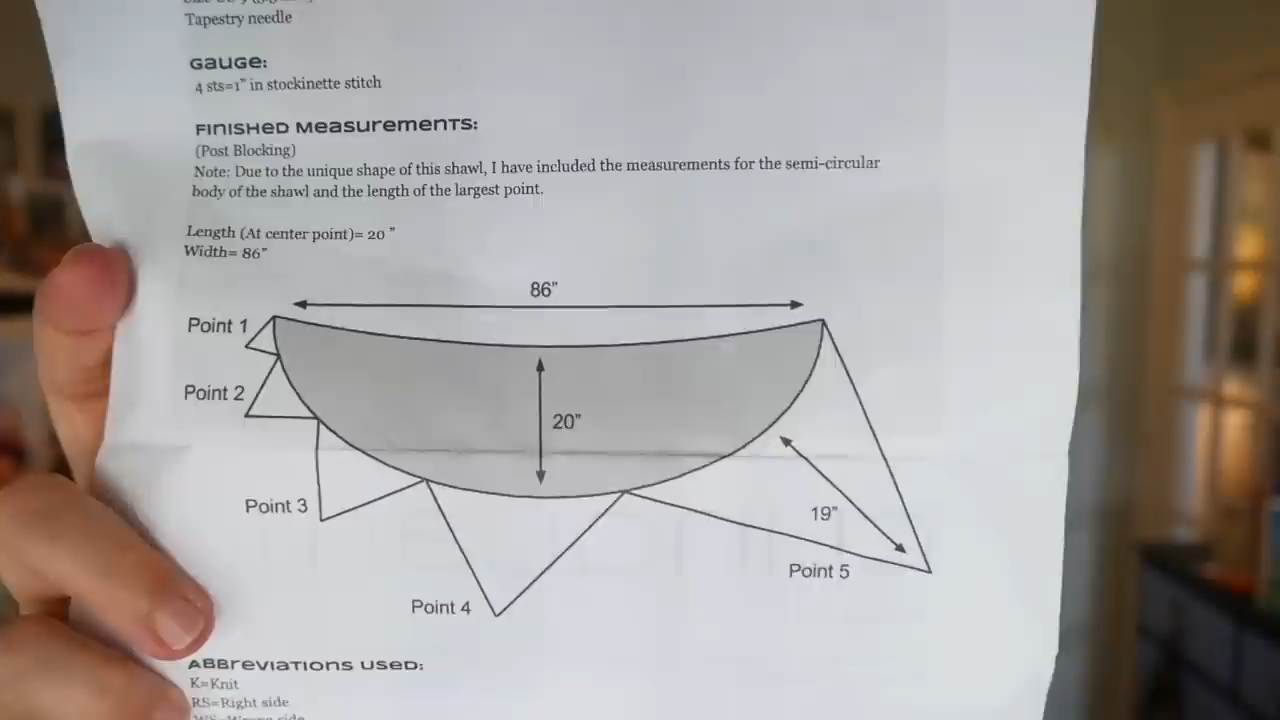 Tapestry needle
Gauge:
4 sts=1" in stockinette stitch
Finished Measurements:
(Post Blocking)
Note: Due to the unique shape of this shawl, I have included the measurements for the semi-circular
body of the shawl and the length of the largest point.
Length (At center point)= 20 "
Width= 86"
86"
Point 1
Point 2
20"
Point 3
19"
Point 5
Point 4
Abbreviations Used:
K=Knit
RS=Right side
WS=Wrong side